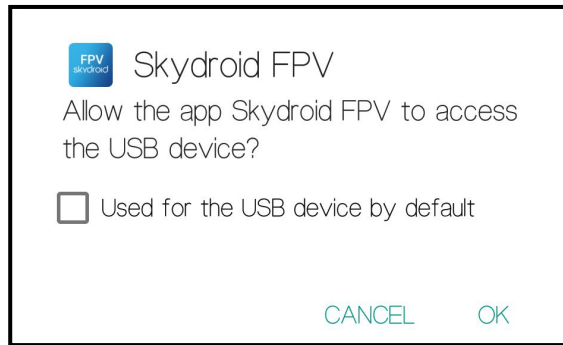 FPV
skydroid
Skydroid FPV
Allow the app Skydroid FPV to access
the USB device?
Used for the USB device by default
CANCEL OK